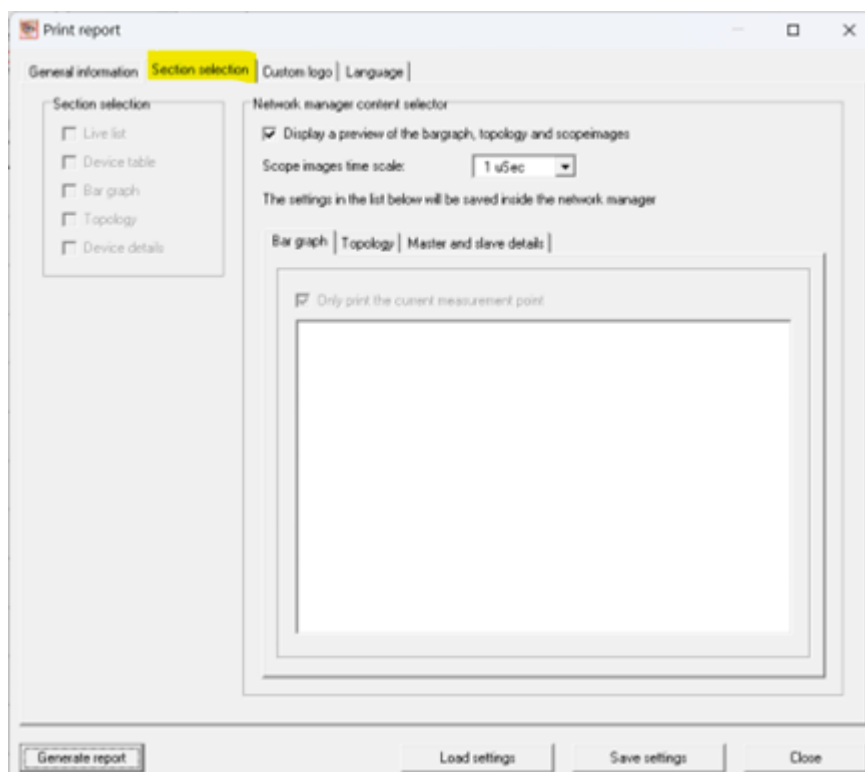 Print report
General information Section selection Custom logo Language
Section selection
Live list
Device table
Bar graph
Topology
Device details
Network manager content selector
Display a preview of the bargraph, topology and scopeimages
Scope images time scale: 1 uSec
The settings in the list below will be saved inside the network manager
Bar graph Topology Master and slave details
Only print the current measurement point
Generate report Load settings Save settings Close